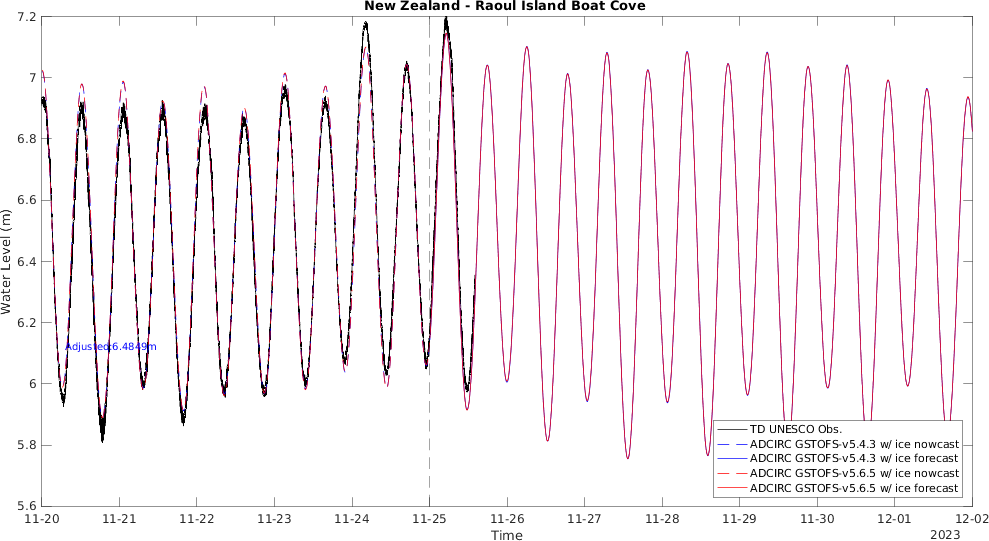 New Zealand - Raoul Island Boat Cove
Water Level (m)
7.2
7
6.8
6.6
6.4
6.2
6
5.8
5.6
Adjusted:6.4849m
TD UNESCO Obs.
ADCIRC GSTOFS-v5.4.3 w/ ice nowcast
ADCIRC GSTOFS-v5.4.3 w/ ice forecast
ADCIRC GSTOFS-v5.6.5 w/ ice nowcast
ADCIRC GSTOFS-v5.6.5 w/ ice forecast
11-20 11-21 11-22 11-23 11-24 11-25 11-26 11-27 11-28 11-29 11-30 12-01 12-02
Time
2023